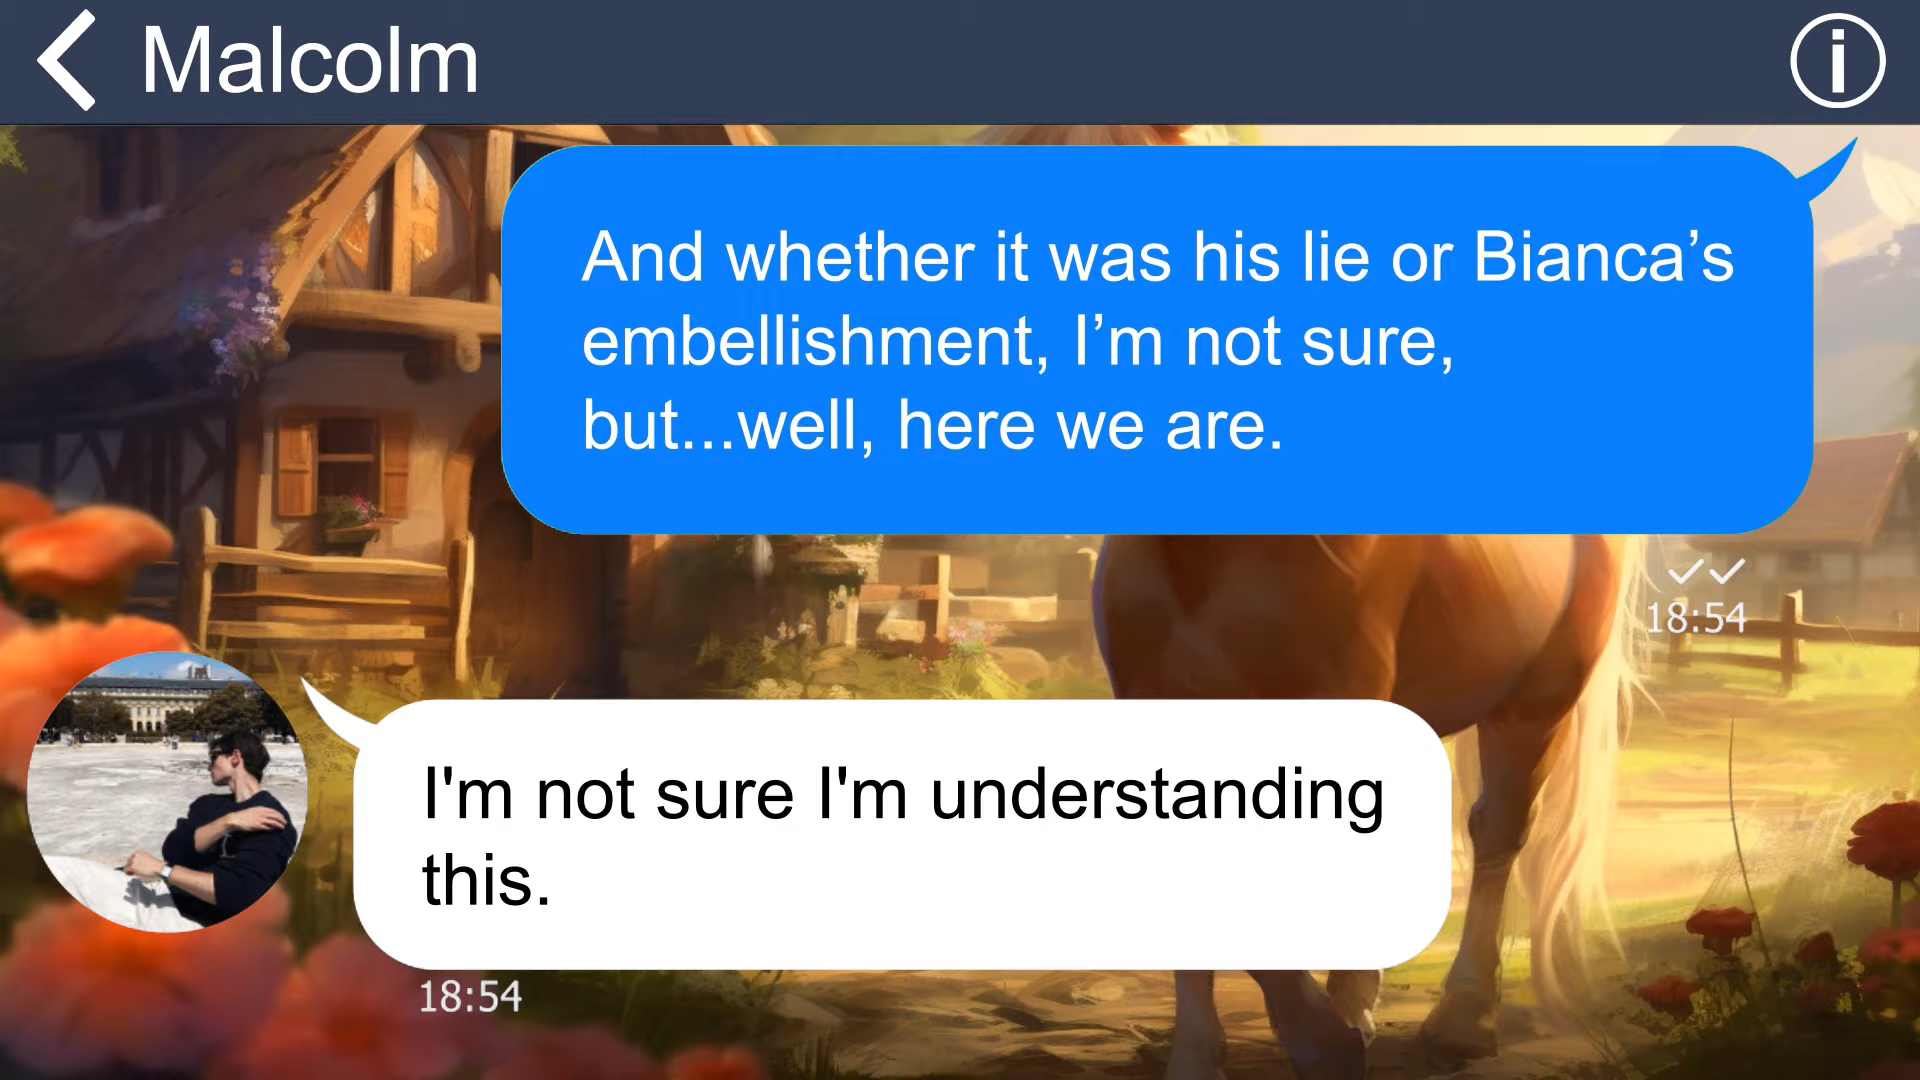 Malcolm
And whether it was his lie or Bianca’s
embellishment, I’m not sure,
but...well, here we are.
18:54
I'm not sure I'm understanding
this.
18:54